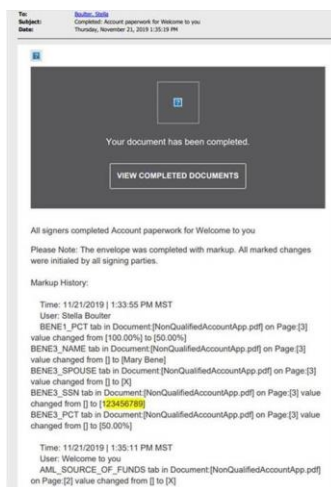 To: Boulter, Stella
Subject: Completed: Account paperwork for Welcome to you
Date: Thursday, November 21, 2019 1:35:19 PM
Your document has been completed.
VIEW COMPLETED DOCUMENTS
All signers completed Account paperwork for Welcome to you
Please Note: The envelope was completed with markup. All marked changes
were initialed by all signing parties.
Markup History:
Time: 11/21/2019 | 1:33:55 PM MST
User: Stella Boulter
BENE1_PCT tab in Document:[NonQualifiedAccountApp.pdf] on Page:[3]
value changed from [100.00%] to [50.00%]
BENE3_NAME tab in Document:[NonQualifiedAccountApp.pdf] on Page:[3]
value changed from [] to [Mary Bene]
BENE3_SPOUSE tab in Document:[NonQualifiedAccountApp.pdf] on Page:[3]
value changed from [] to [X]
BENE3_SSN tab in Document:[NonQualifiedAccountApp.pdf] on Page:[3] value
changed from [] to [123456789]
BENE3_PCT tab in Document:[NonQualifiedAccountApp.pdf] on Page:[3] value
changed from [] to [50.00%]
Time: 11/21/2019 | 1:35:11 PM MST
User: Welcome to you
AML_SOURCE_OF_FUNDS tab in Document:[NonQualifiedAccountApp.pdf]
on Page:[2] value changed from [] to [X]